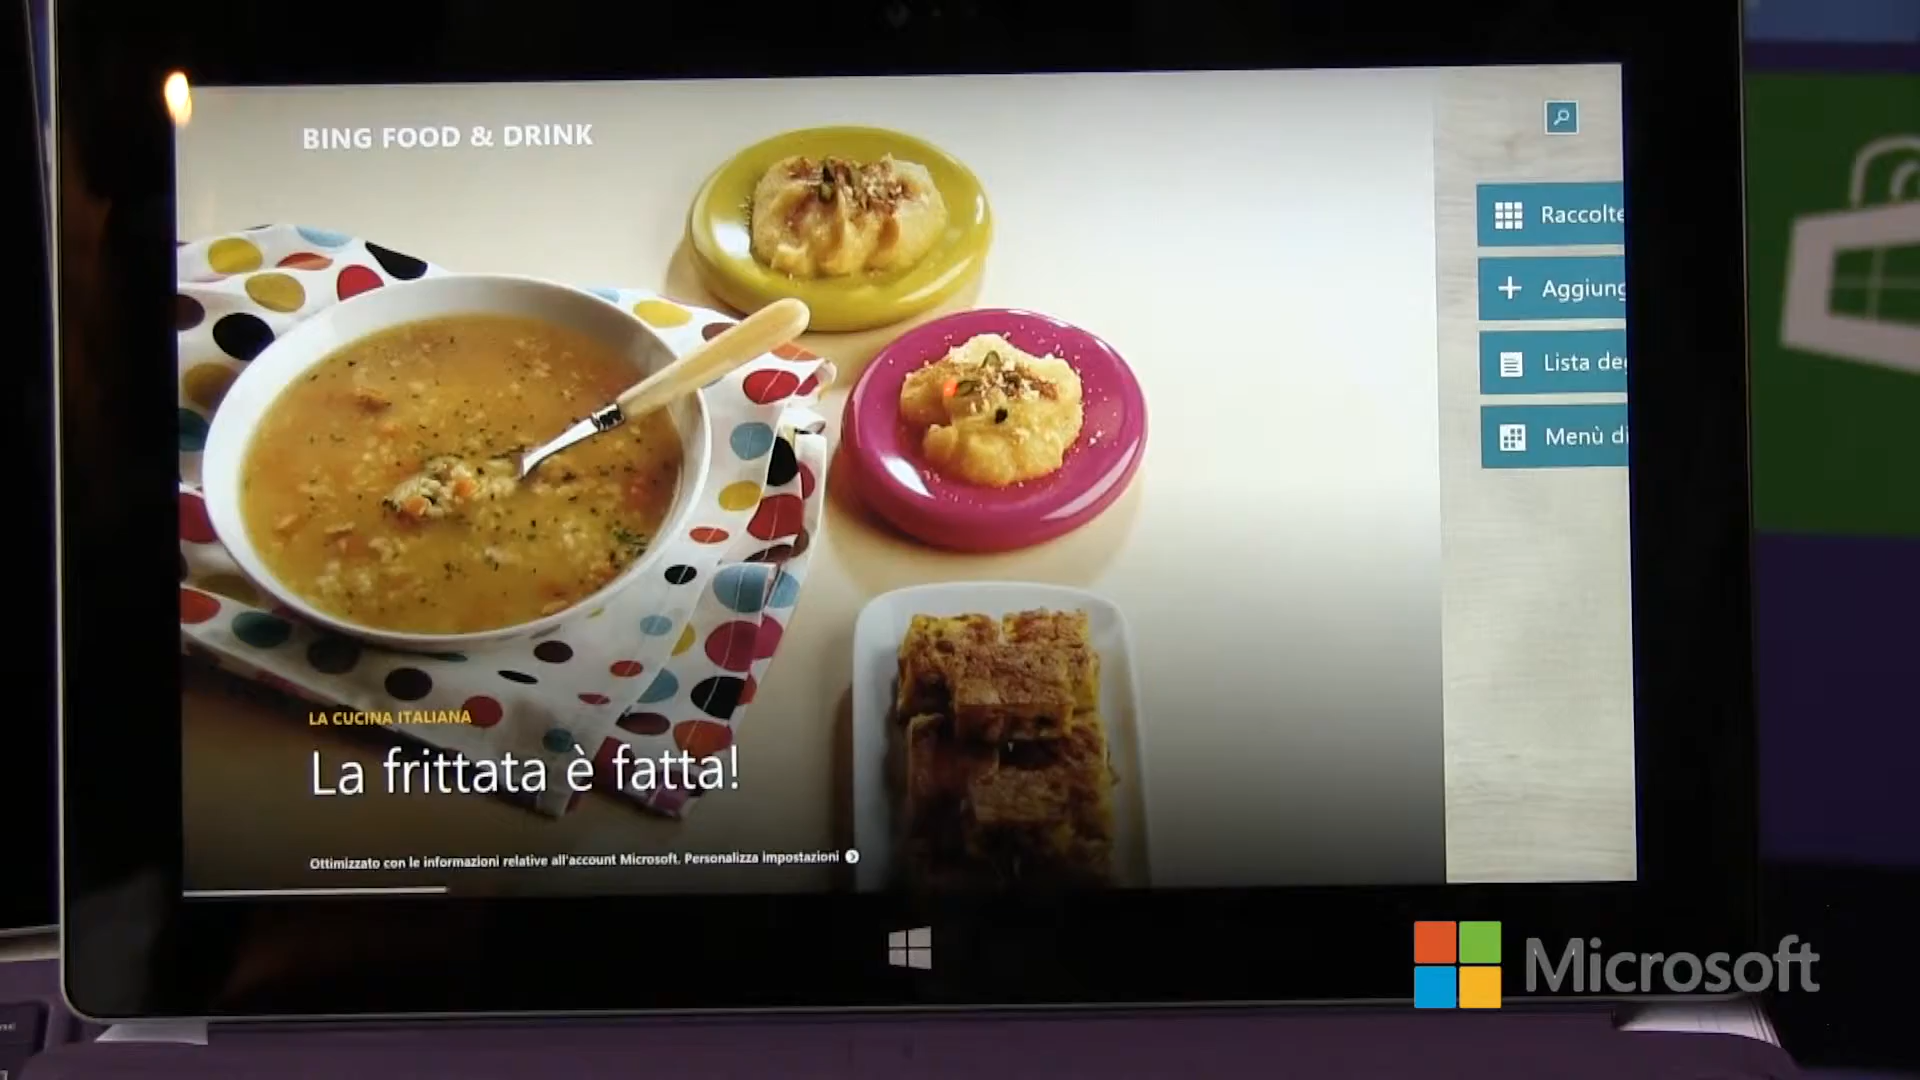 BING FOOD & DRINK
Raccolte
Aggiung
Lista deg
Menù di
LA CUCINA ITALIANA
La frittata è fatta!
Ottimizzato con le informazioni relative all'account Microsoft. Personalizza impostazioni
Microsoft